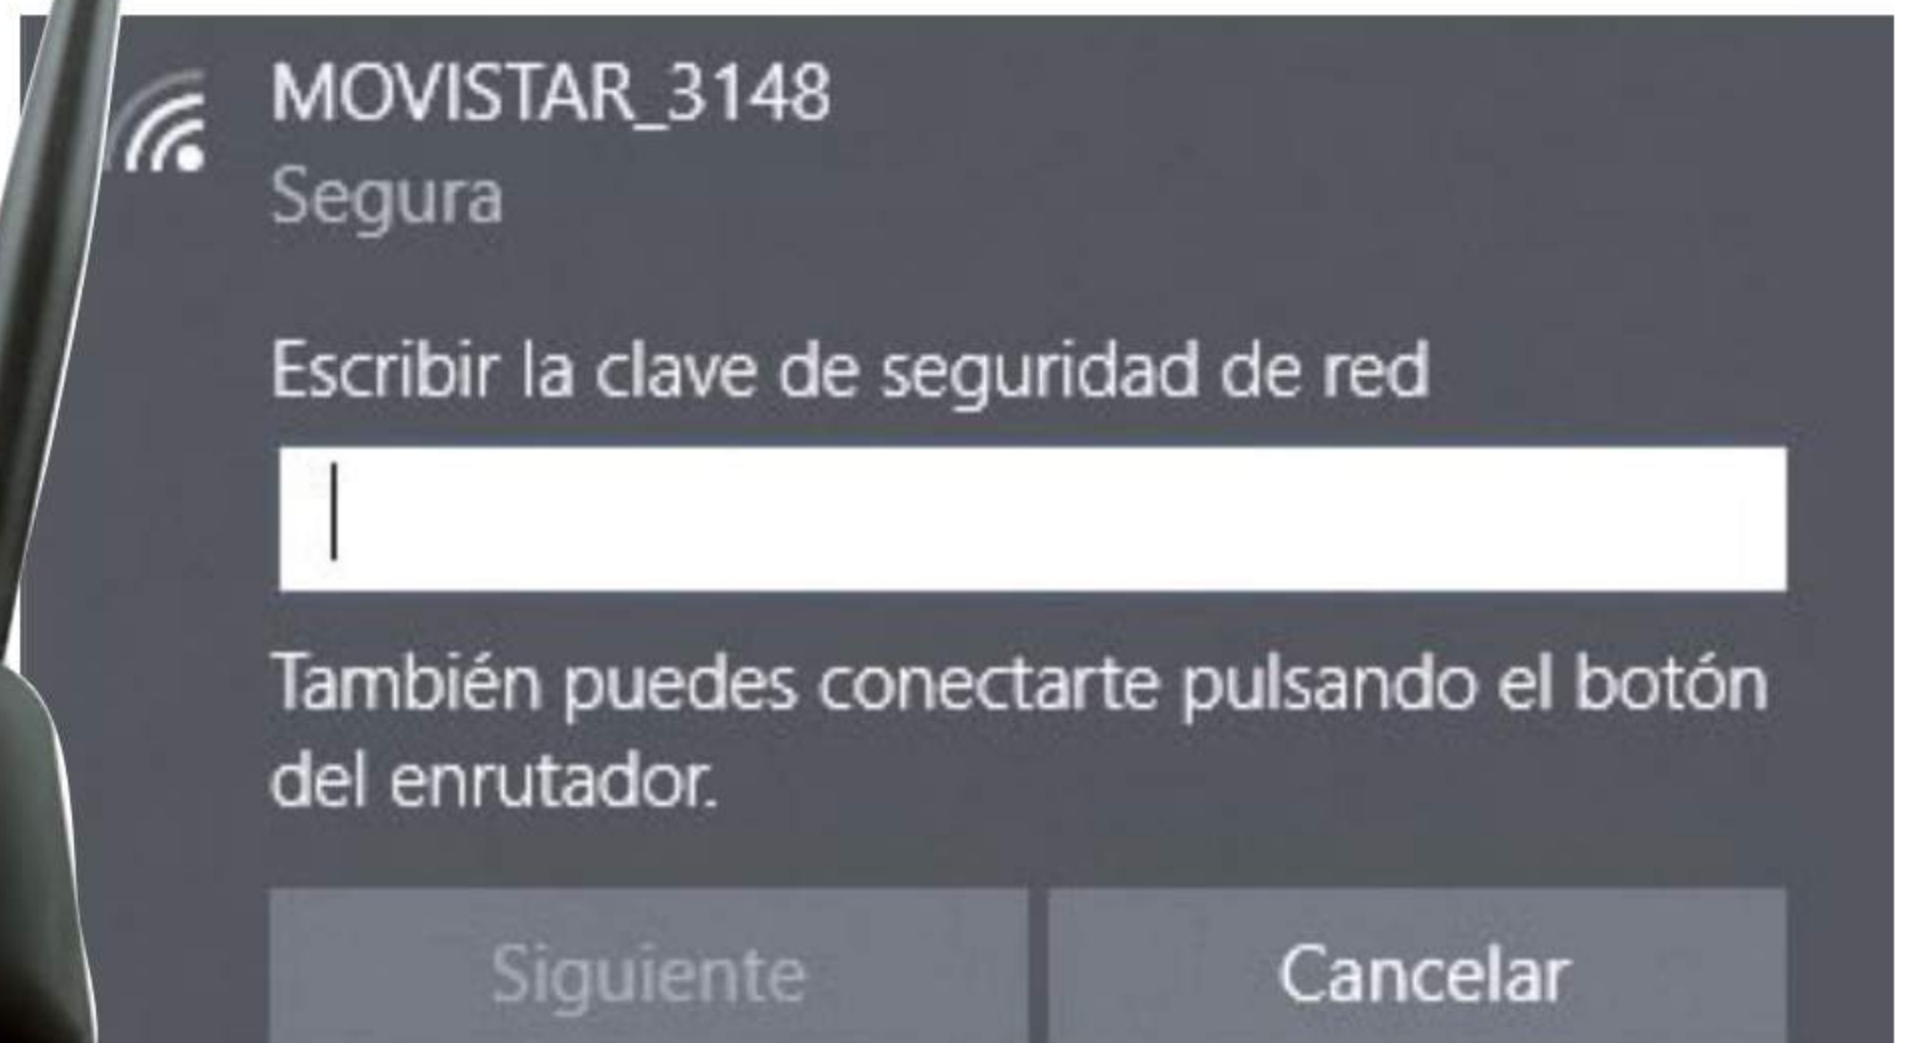 MOVISTAR_3148
Segura
Escribir la clave de seguridad de red
También puedes conectarte pulsando el botón
del enrutador.
Siguiente
Cancelar